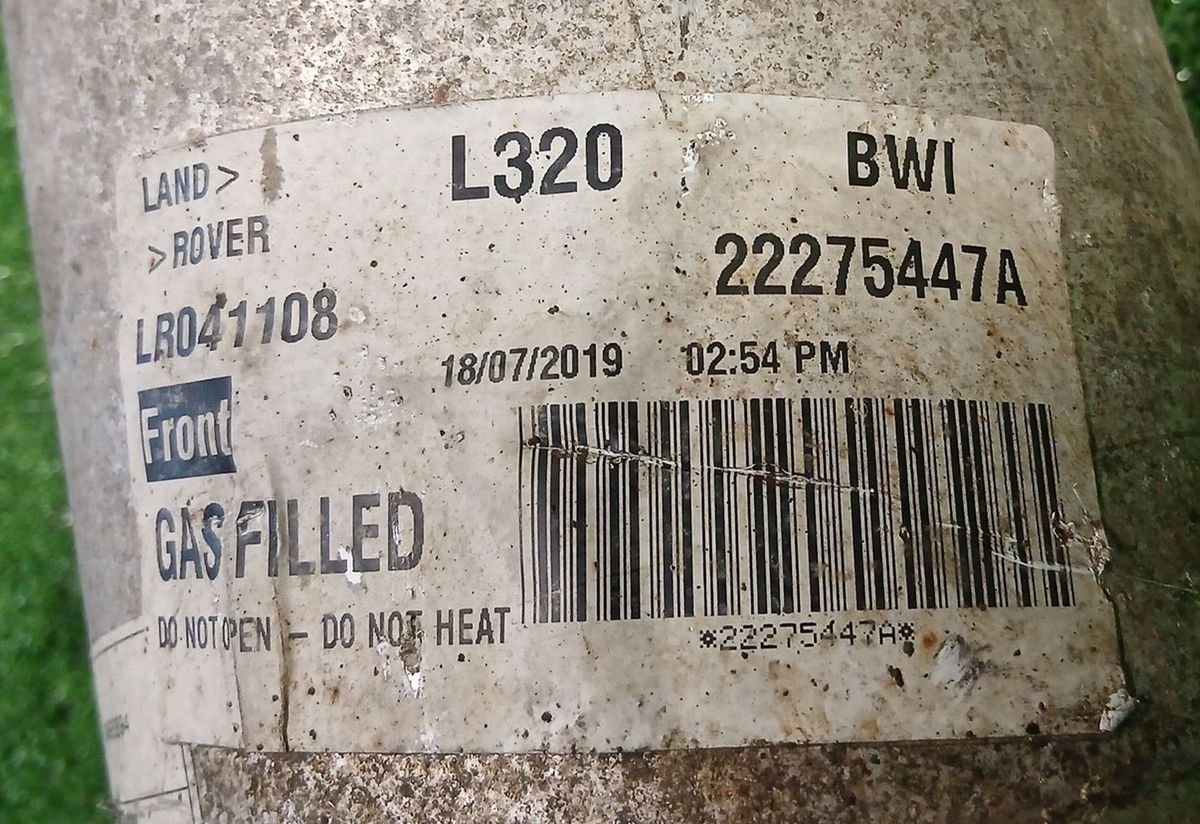 LAND> L320 BWI
>ROVER 22275447A
LR041108
18/07/2019 02:54 PM
Front
GAS FILLED
DO NOT OPEN – DO NOT HEAT
*22275447A*